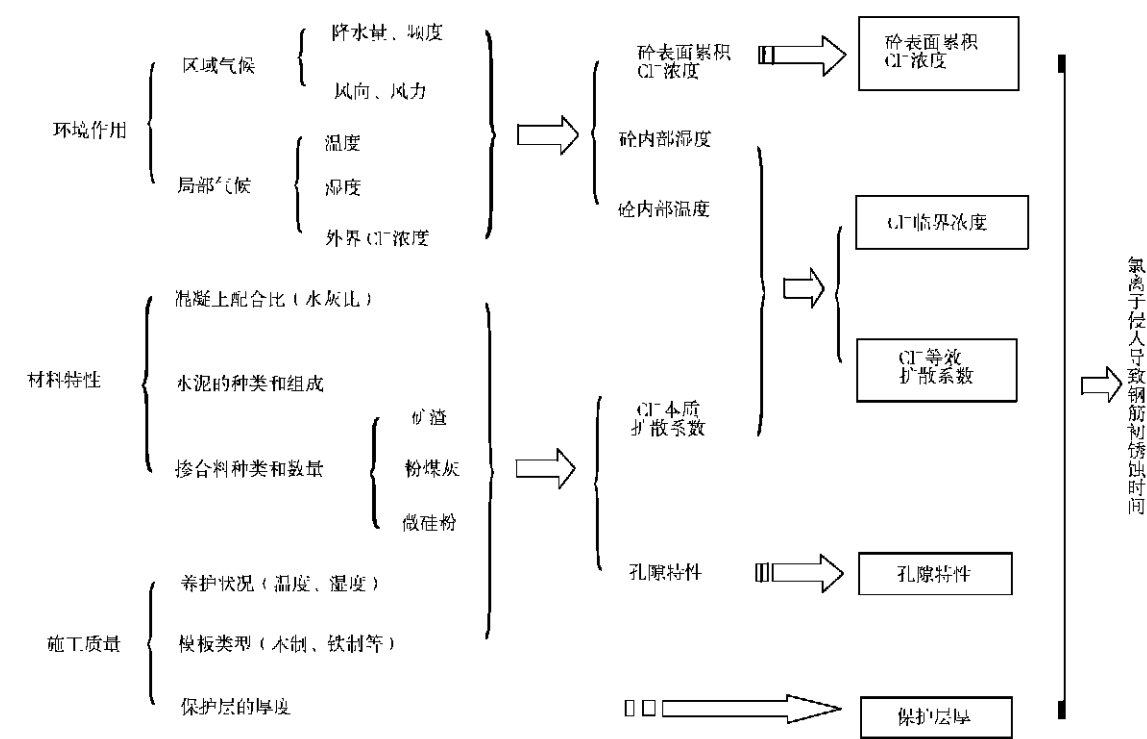 降水量、频度
区域气候
风向、风力
环境作用
温度
局部气候
湿度
外界Cl⁻浓度
砼表面累积
Cl⁻浓度
砼内部湿度
砼内部温度
砼表面累积
Cl⁻浓度
Cl⁻临界浓度
Cl⁻等效
扩散系数
混凝土配合比(水灰比)
材料特性
水泥的种类和组成
掺合料种类和数量
矿渣
粉煤灰
微硅粉
Cl⁻本质
扩散系数
孔隙特性
孔隙特性
养护状况(温度、湿度)
施工质量
模板类型(木制、铁制等)
保护层的厚度
保护层厚
氯离子侵入导致钢筋初锈蚀时间